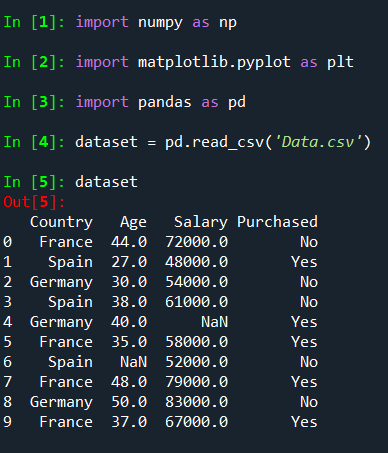 In [1]: import numpy as np
In [2]: import matplotlib.pyplot as plt
In [3]: import pandas as pd
In [4]: dataset = pd.read_csv('Data.csv')
In [5]: dataset
Out[5]:
   Country   Age   Salary Purchased
0   France  44.0  72000.0        No
1    Spain  27.0  48000.0       Yes
2  Germany  30.0  54000.0        No
3    Spain  38.0  61000.0        No
4  Germany  40.0      NaN       Yes
5   France  35.0  58000.0       Yes
6    Spain   NaN  52000.0        No
7   France  48.0  79000.0       Yes
8  Germany  50.0  83000.0        No
9   France  37.0  67000.0       Yes